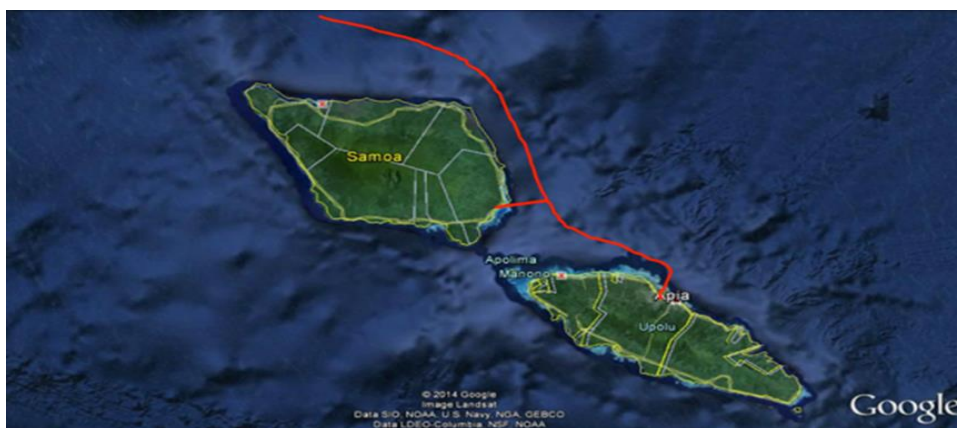 Samoa
Apolima
Manono
Apia
Upolu
© 2014 Google
Image Landsat
Data SIO, NOAA, U.S. Navy, NGA, GEBCO
Data LDEO-Columbia, NSF, NOAA
Google